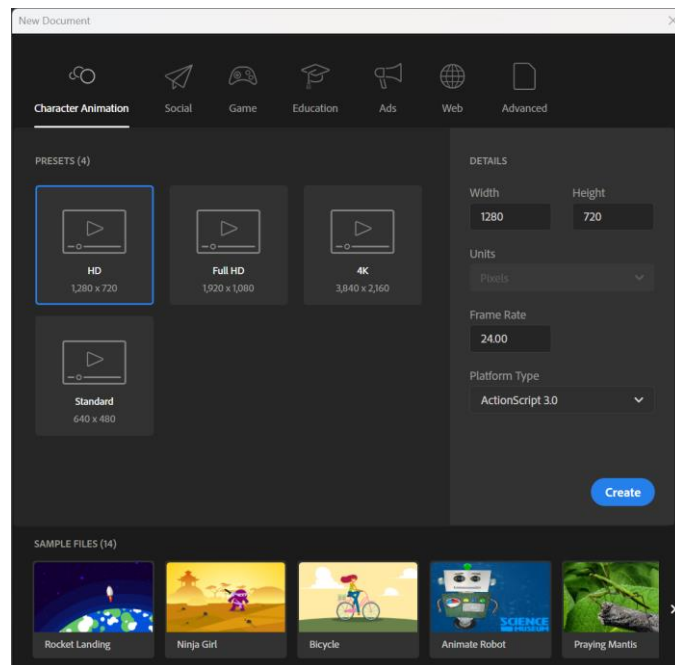 New Document
Character Animation
Social
Game
Education
Ads
Web
Advanced
PRESETS (4)
HD
1,280 x 720
Full HD
1,920 x 1,080
4K
3,840 x 2,160
Standard
640 x 480
DETAILS
Width
Height
1280
720
Units
Pixels
Frame Rate
24.00
Platform Type
ActionScript 3.0
Create
SAMPLE FILES (14)
SCIENCE
MUSEUM
Rocket Landing
Ninja Girl
Bicycle
Animate Robot
Praying Mantis